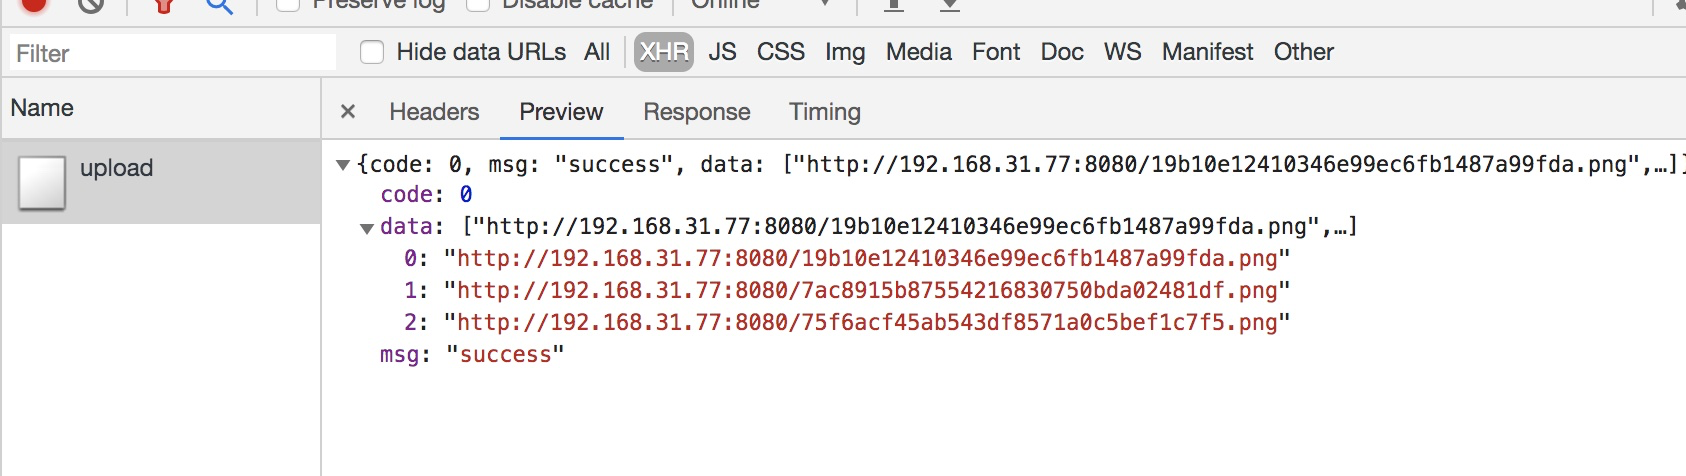 Preserve log Disable cache Online
Filter Hide data URLs All XHR JS CSS Img Media Font Doc WS Manifest Other
Name × Headers Preview Response Timing
upload
{code: 0, msg: "success", data: ["http://192.168.31.77:8080/19b10e12410346e99ec6fb1487a99fda.png",…]}
code: 0
data: ["http://192.168.31.77:8080/19b10e12410346e99ec6fb1487a99fda.png",…]
0: "http://192.168.31.77:8080/19b10e12410346e99ec6fb1487a99fda.png"
1: "http://192.168.31.77:8080/7ac8915b87554216830750bda02481df.png"
2: "http://192.168.31.77:8080/75f6acf45ab543df8571a0c5bef1c7f5.png"
msg: "success"